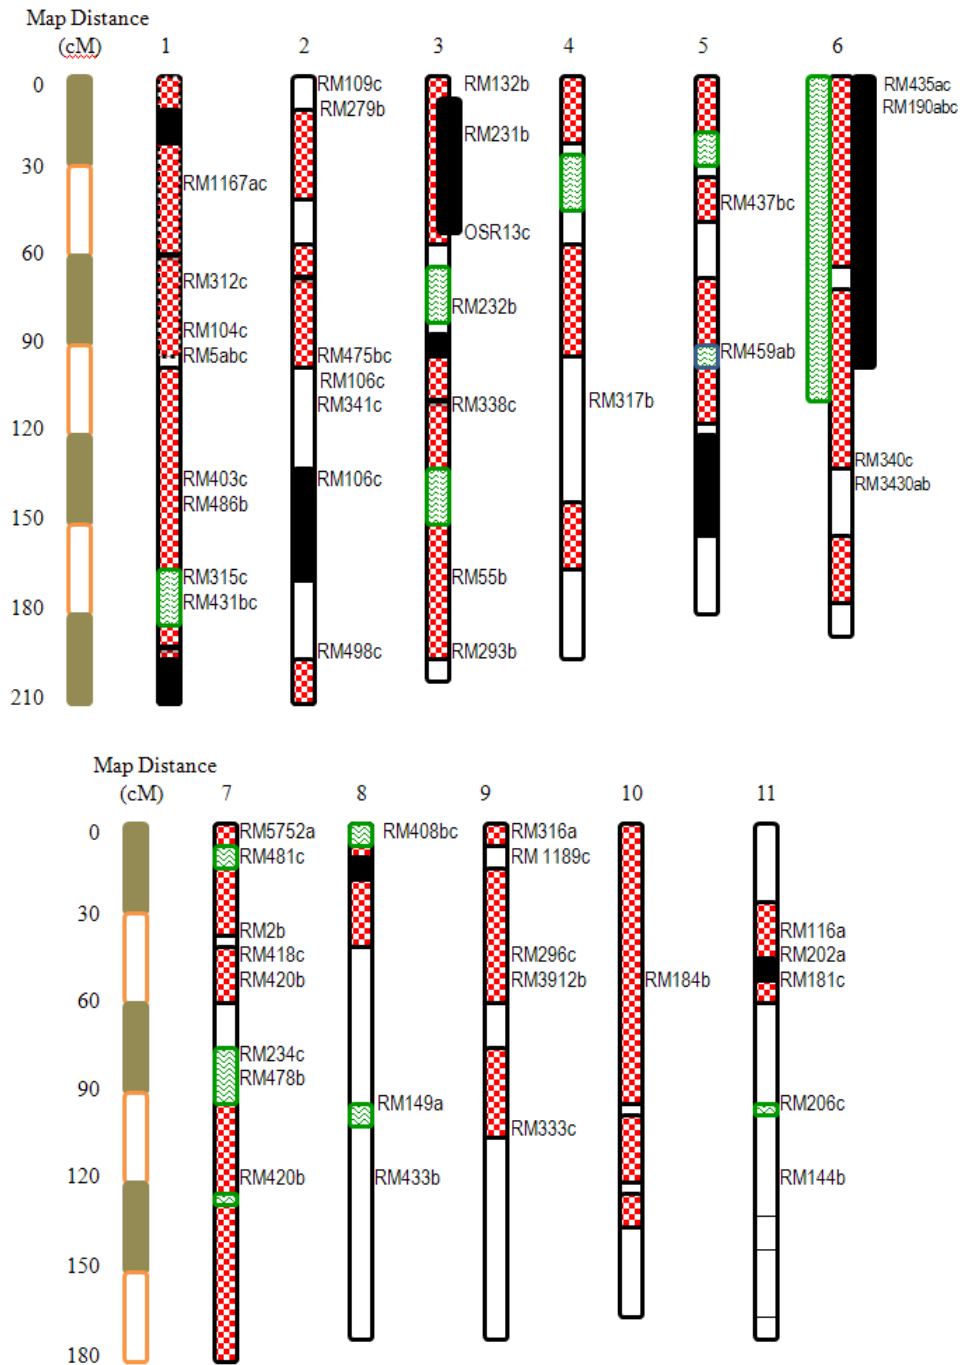 Map Distance
(cM) 1 2 3 4 5 6
0 RM109c RM132b RM435ac
RM279b RM190abc
RM231b
30 RM1167ac RM437bc
OSR13c
60
RM312c RM232b
RM104c
90 RM5abc RM475bc RM459ab
RM106c
RM341c RM338c RM317b
120
RM403c RM106c RM340c
RM486b RM3430ab
150
RM315c RM55b
180 RM431bc
RM498c RM293b
210
Map Distance
(cM) 7 8 9 10 11
0 RM5752a RM408bc RM316a
RM481c RM1189c
30 RM2b RM116a
RM418c RM296c RM202a
RM420b RM3912b RM184b RM181c
60
RM234c
RM478b
90 RM149a RM206c
RM333c
120 RM420b RM433b RM144b
150
180